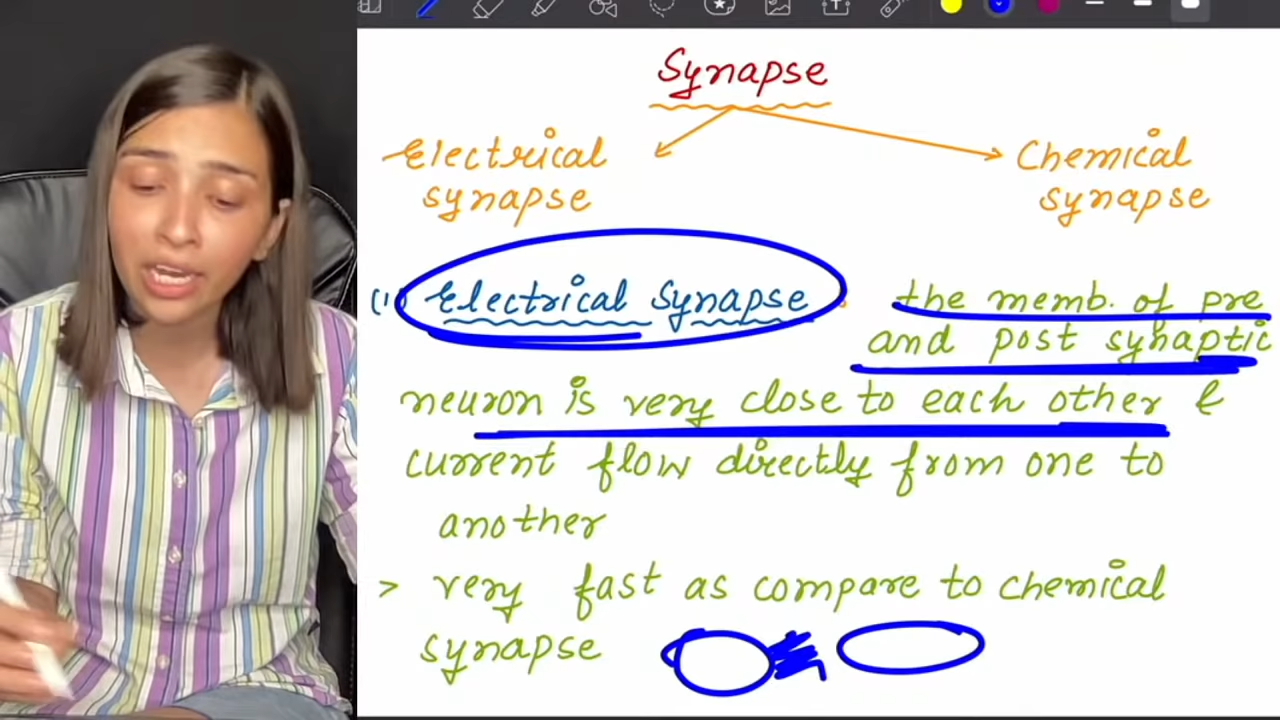 Synapse
Electrical Chemical
synapse synapse
(1) Electrical Synapse : the memb. of pre
and post synaptic
neuron is very close to each other &
current flow directly from one to
another
> very fast as compare to chemical
synapse